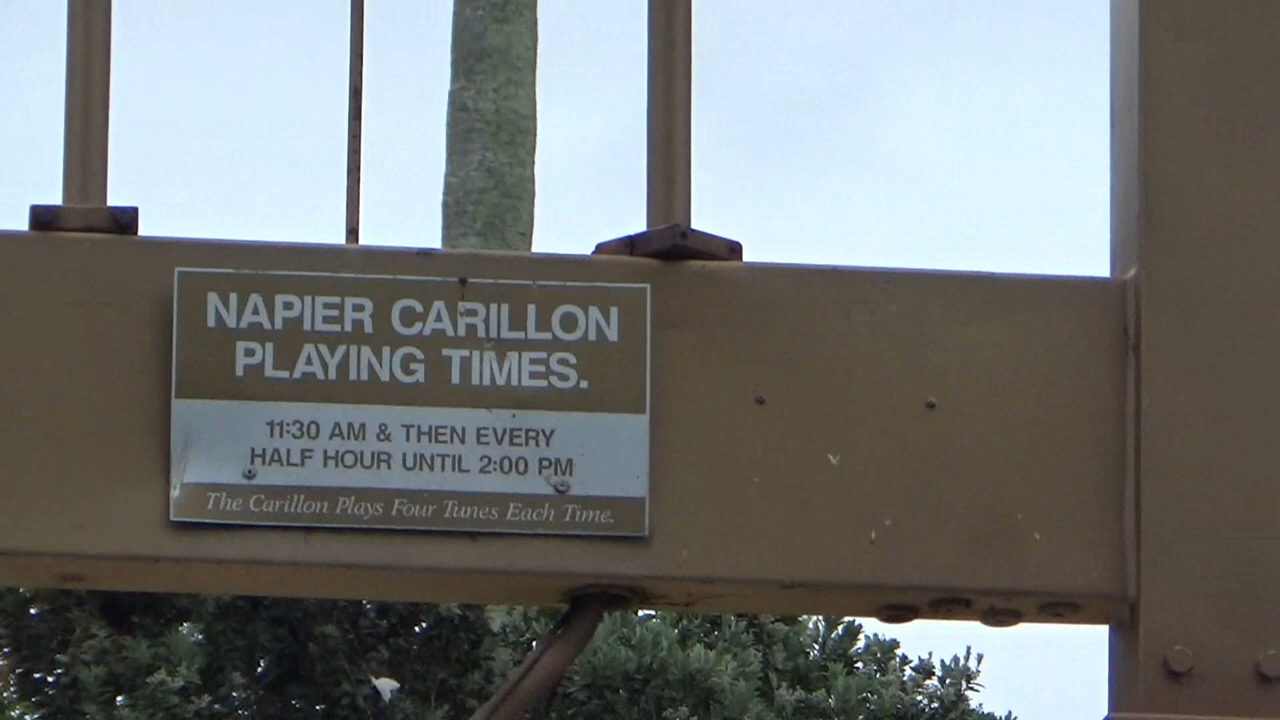 NAPIER CARILLON
PLAYING TIMES.
11:30 AM & THEN EVERY
HALF HOUR UNTIL 2:00 PM
The Carillon Plays Four Tunes Each Time.